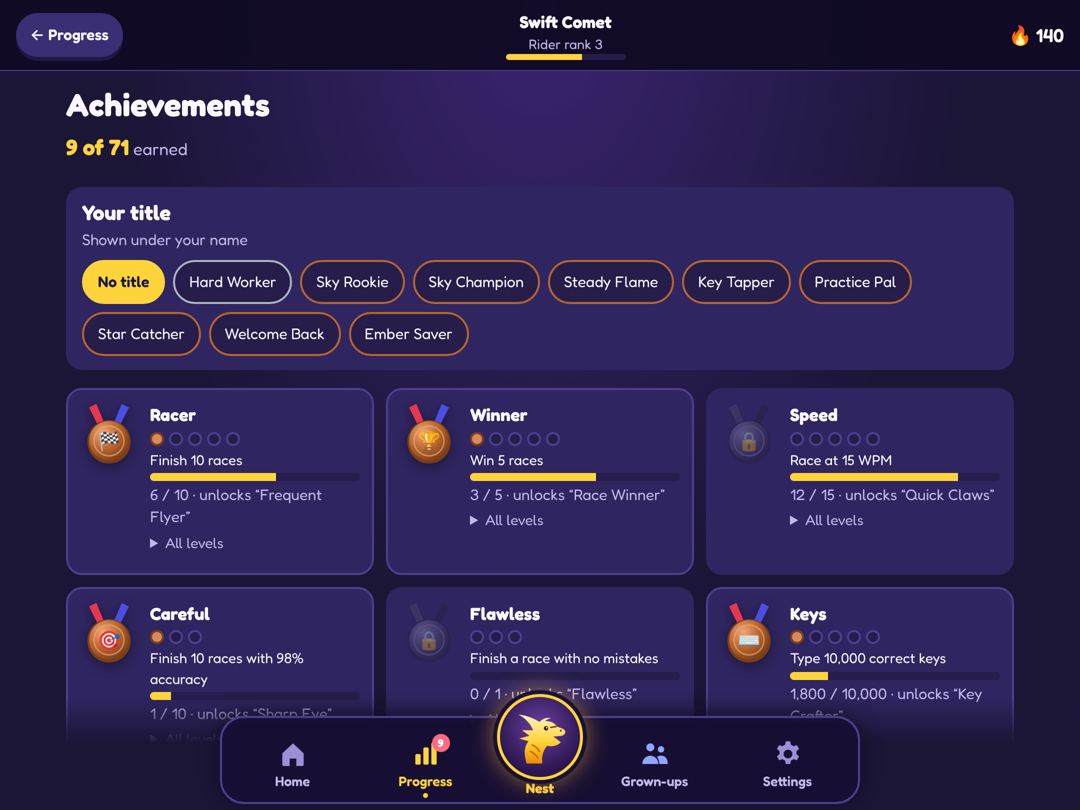 ← Progress
Swift Comet
Rider rank 3
140
Achievements
9 of 71 earned
Your title
Shown under your name
No title
Hard Worker
Sky Rookie
Sky Champion
Steady Flame
Key Tapper
Practice Pal
Star Catcher
Welcome Back
Ember Saver
Racer
Finish 10 races
6 / 10 · unlocks “Frequent
Flyer”
All levels
Winner
Win 5 races
3 / 5 · unlocks “Race Winner”
All levels
Speed
Race at 15 WPM
12 / 15 · unlocks “Quick Claws”
All levels
Careful
Finish 10 races with 98%
accuracy
1 / 10 · unlocks “Sharp Eye”
All levels
Flawless
Finish a race with no mistakes
0 / 1 · unlocks “Flawless”
Keys
Type 10,000 correct keys
1,800 / 10,000 · unlocks “Key
Crafter”
Home
9
Progress
Nest
Grown-ups
Settings